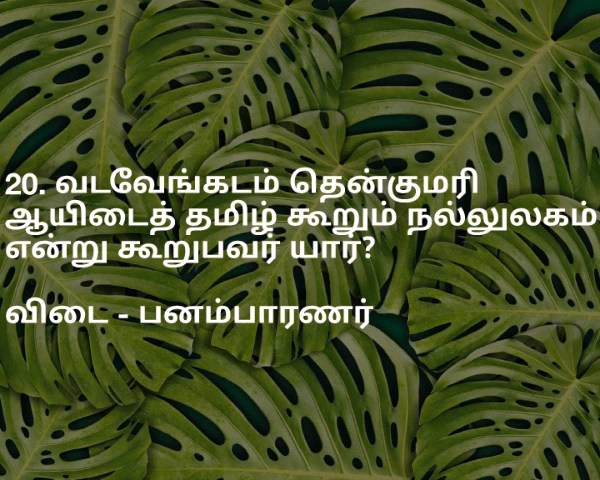 20. வடவேங்கடம் தென்குமரி
ஆயிடைத் தமிழ் கூறும் நல்லுலகம்
என்று கூறுபவர் யார்?
விடை - பனம்பாரணர்